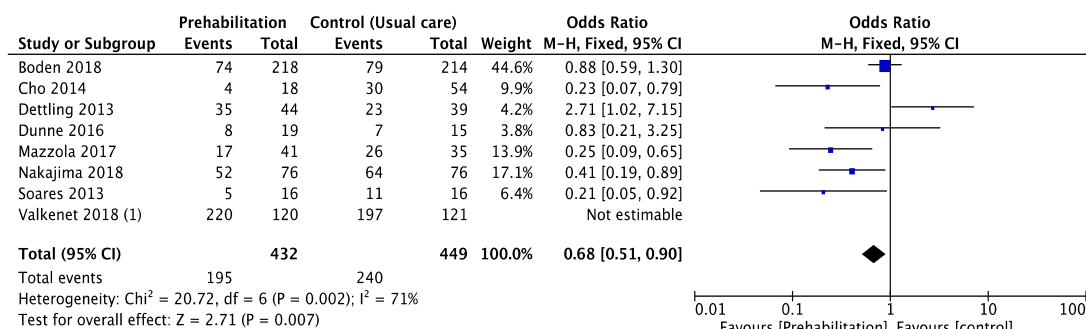 Prehabilitation Control (Usual care) Odds Ratio Odds Ratio
Study or Subgroup Events Total Events Total Weight M-H, Fixed, 95% CI M-H, Fixed, 95% CI
Boden 2018 74 218 79 214 44.6% 0.88 [0.59, 1.30]
Cho 2014 4 18 30 54 9.9% 0.23 [0.07, 0.79]
Dettling 2013 35 44 23 39 4.2% 2.71 [1.02, 7.15]
Dunne 2016 8 19 7 15 3.8% 0.83 [0.21, 3.25]
Mazzola 2017 17 41 26 35 13.9% 0.25 [0.09, 0.65]
Nakajima 2018 52 76 64 76 17.1% 0.41 [0.19, 0.89]
Soares 2013 5 16 11 16 6.4% 0.21 [0.05, 0.92]
Valkenet 2018 (1) 220 120 197 121 Not estimable
Total (95% CI) 432 449 100.0% 0.68 [0.51, 0.90]
Total events 195 240
Heterogeneity: Chi² = 20.72, df = 6 (P = 0.002); I² = 71%
Test for overall effect: Z = 2.71 (P = 0.007)
0.01 0.1 1 10 100
Favours [Prehabilitation] Favours [control]